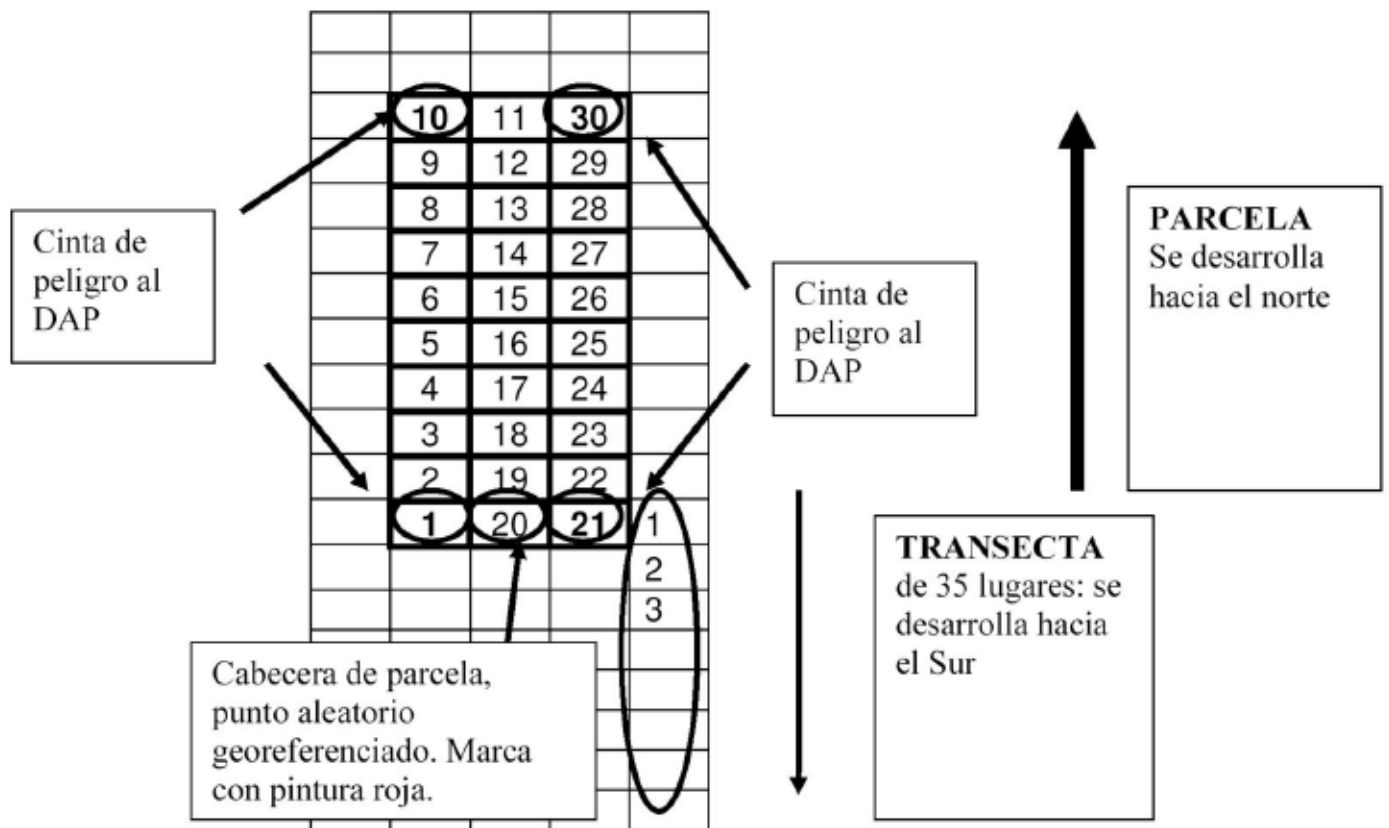 10 11 30
9 12 29
8 13 28
7 14 27
6 15 26
5 16 25
4 17 24
3 18 23
2 19 22
1 20 21 1
2
3
Cinta de
peligro al
DAP
Cinta de
peligro al
DAP
PARCELA
Se desarrolla
hacia el norte
TRANSECTA
de 35 lugares: se
desarrolla hacia
el Sur
Cabecera de parcela,
punto aleatorio
georeferenciado. Marca
con pintura roja.